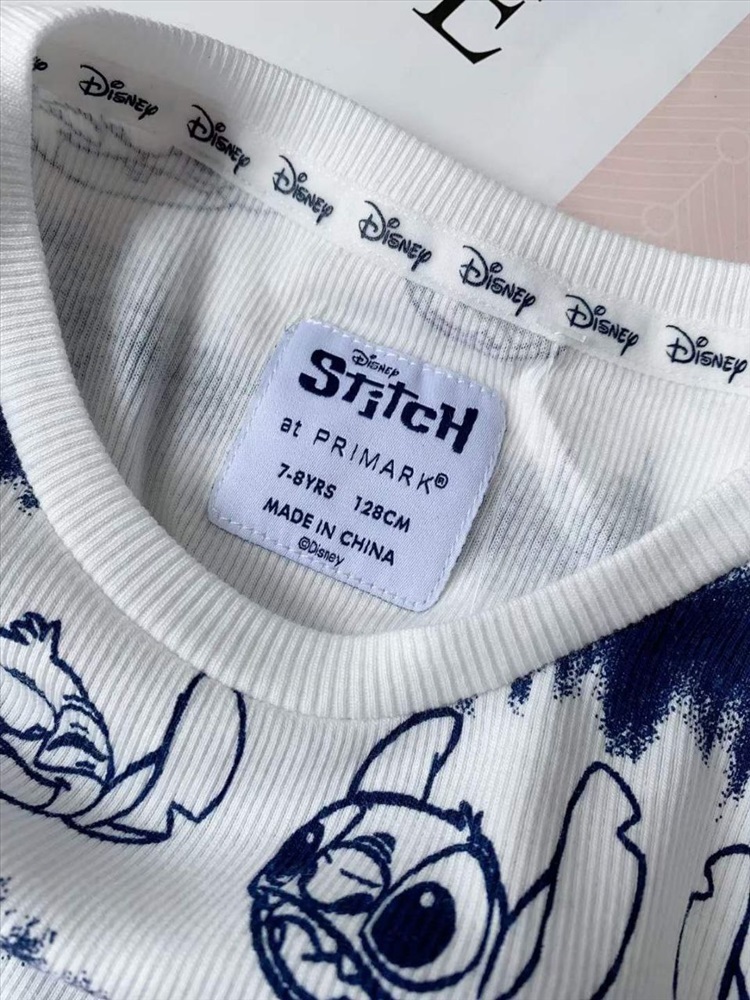 E
Disney
Disney
Disney
Disney
Disney
Disney
Disney
Disney
Stitch
at PRIMARK®
7-8YRS 128CM
MADE IN CHINA
©Disney